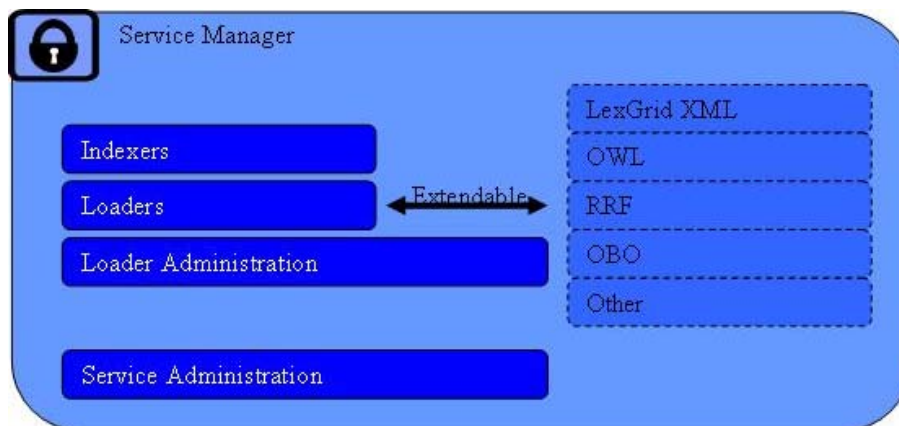 Service Manager
Indexers
Loaders
Loader Administration
Service Administration
Extendable
LexGrid XML
OWL
RRF
OBO
Other